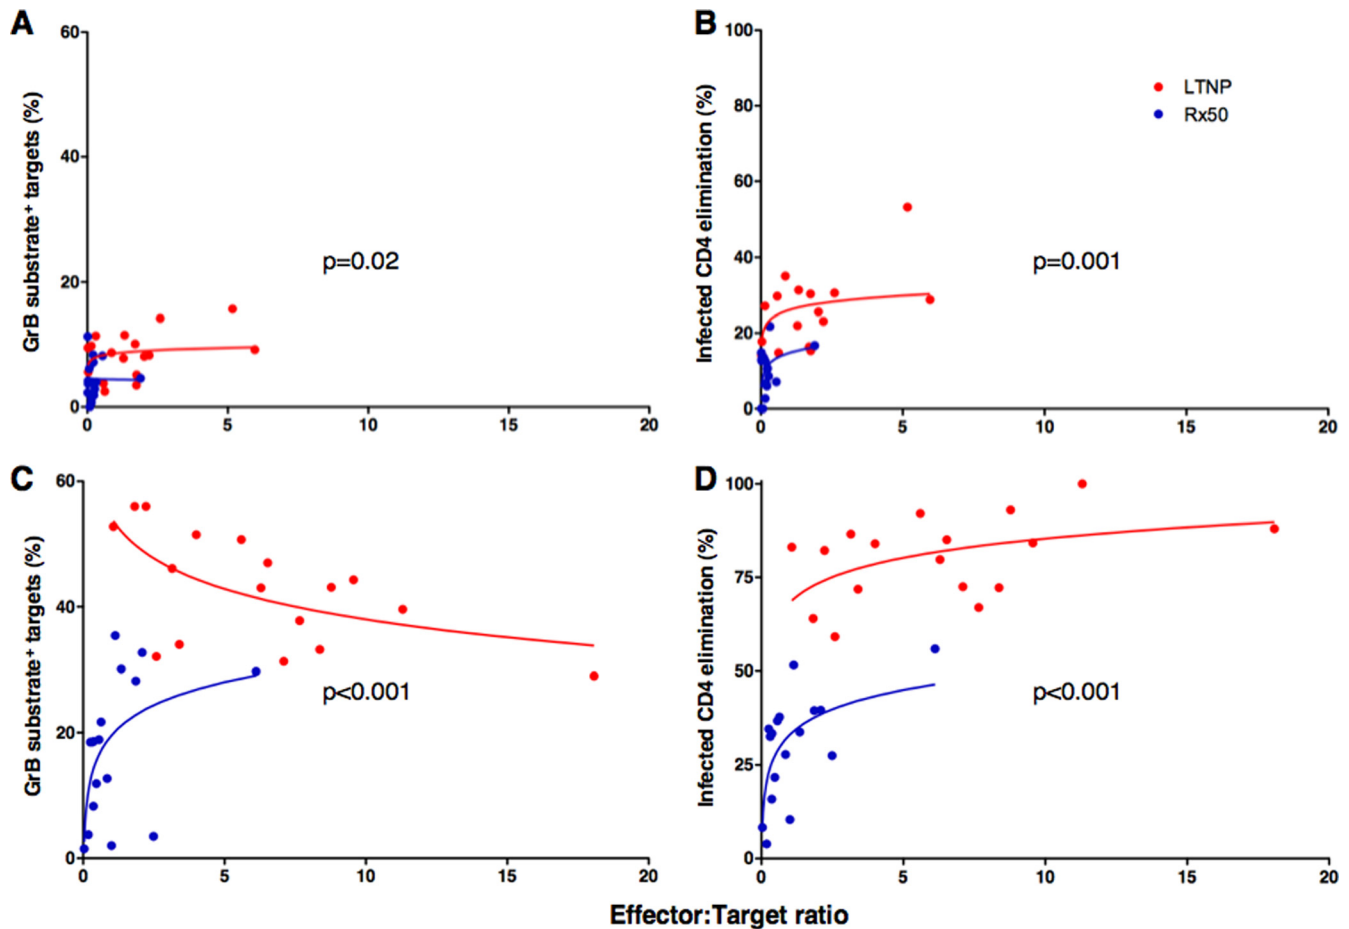 A
GrB substrate⁺ targets (%)
60
40
20
0
0 5 10 15 20
p=0.02
B
Infected CD4 elimination (%)
100
80
60
40
20
0
0 5 10 15 20
LTNP
Rx50
p=0.001
C
GrB substrate⁺ targets (%)
60
40
20
0
0 5 10 15 20
p<0.001
D
Infected CD4 elimination (%)
100
75
50
25
0
0 5 10 15 20
p<0.001
Effector:Target ratio